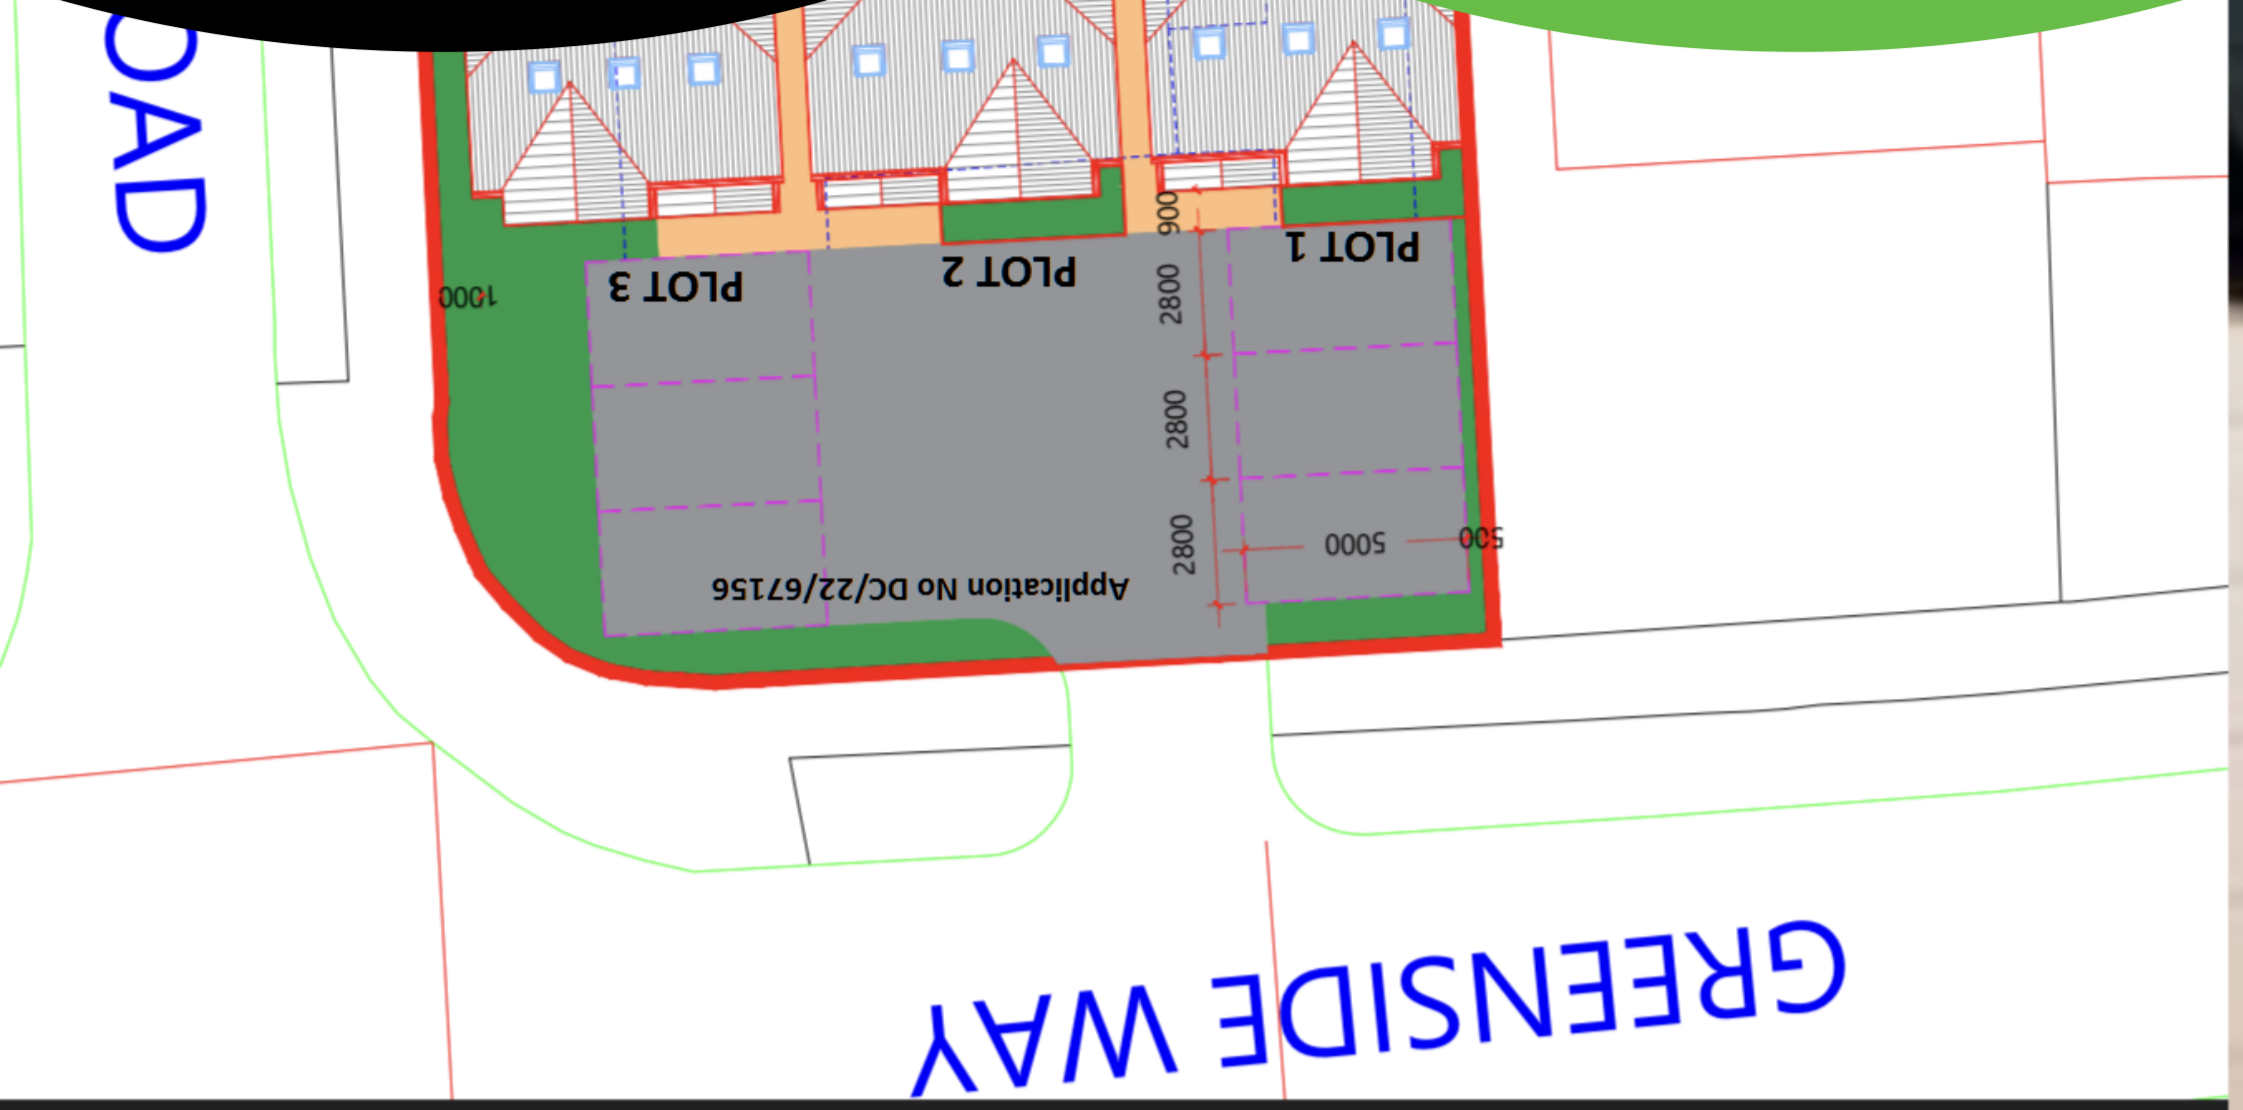 OAD
900
PLOT 1
PLOT 2
PLOT 3
2800
1000
2800
2800
5000
500
Application No DC/22/67156
GREENSIDE WAY